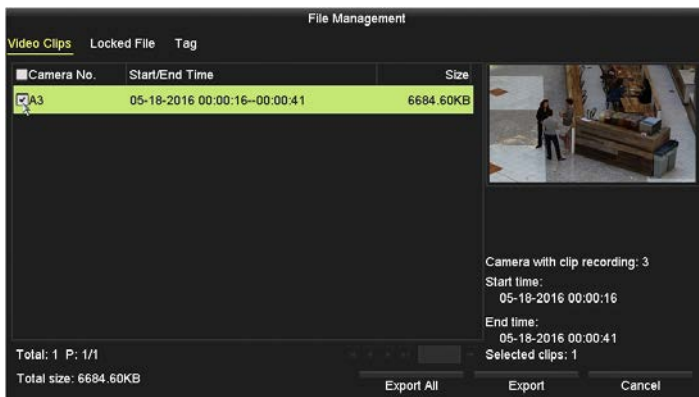 File Management
Video Clips Locked File Tag
Camera No. Start/End Time Size
A3 05-18-2016 00:00:16--00:00:41 6684.60KB
Camera with clip recording: 3
Start time:
05-18-2016 00:00:16
End time:
05-18-2016 00:00:41
Total: 1 P: 1/1
Selected clips: 1
Total size: 6684.60KB
Export All Export Cancel